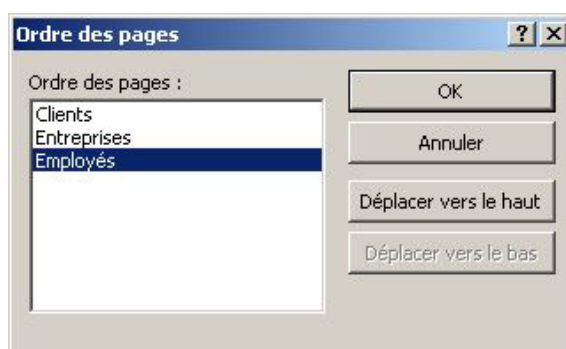 Ordre des pages
Ordre des pages :
Clients
Entreprises
Employés
OK
Annuler
Déplacer vers le haut
Déplacer vers le bas